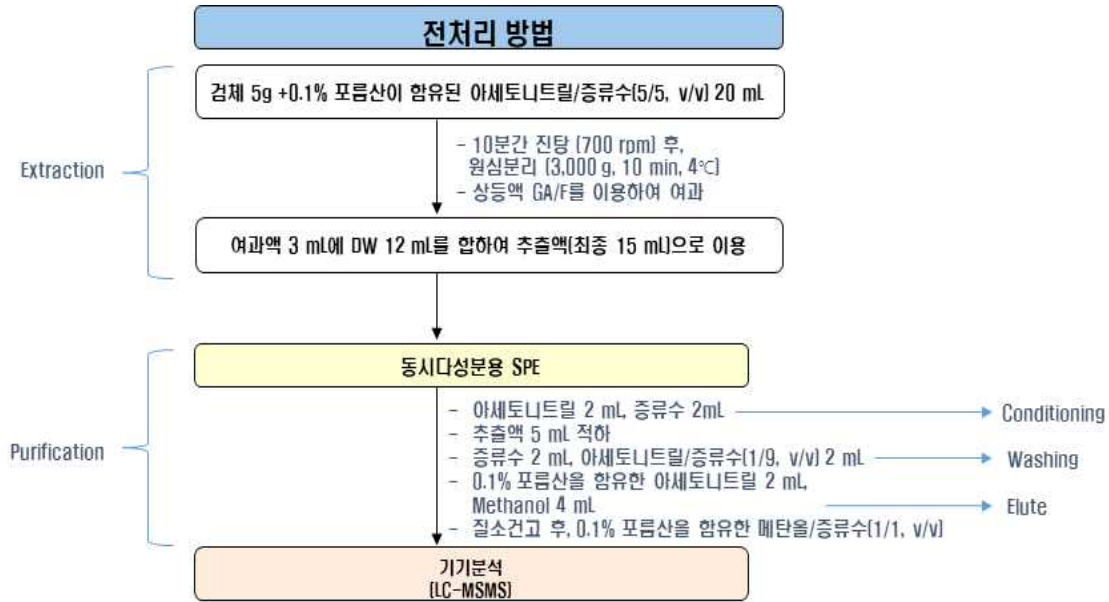 전처리 방법
검체 5g +0.1% 포름산이 함유된 아세토니트릴/증류수(5/5, v/v) 20 mL
Extraction
- 10분간 진탕 (700 rpm) 후,
원심분리 (3,000 g, 10 min, 4℃)
- 상등액 GA/F를 이용하여 여과
여과액 3 mL에 DW 12 mL를 합하여 추출액(최종 15 mL)으로 이용
동시다성분용 SPE
Purification
- 아세토니트릴 2 mL, 증류수 2mL
Conditioning
- 추출액 5 mL 적하
- 증류수 2 mL, 아세토니트릴/증류수(1/9, v/v) 2 mL
Washing
- 0.1% 포름산을 함유한 아세토니트릴 2 mL,
Methanol 4 mL
Elute
- 질소건고 후, 0.1% 포름산을 함유한 메탄올/증류수(1/1, v/v)
기기분석
(LC-MSMS)